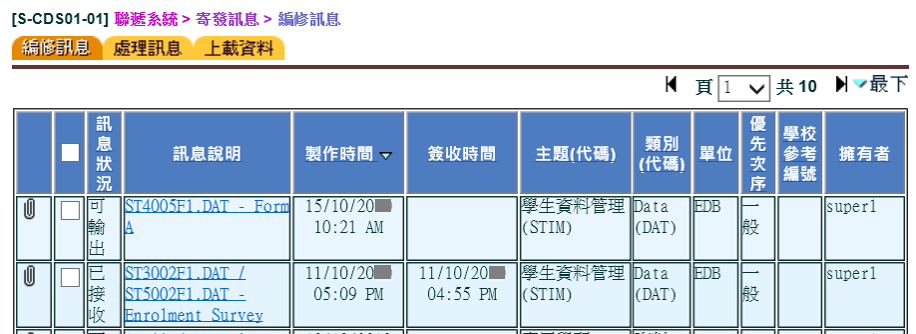 [S-CDS01-01] 聯遞系統 > 寄發訊息 > 編修訊息
編修訊息 處理訊息 上載資料
頁 1 共 10 最下
訊息狀況 訊息說明 製作時間 簽收時間 主題(代碼) 類別(代碼) 單位 優先次序 學校參考編號 擁有者
可輸出 ST4005F1.DAT - Form A 15/10/20 10:21 AM 學生資料管理(STIM) Data (DAT) EDB 一般 super1
已接收 ST3002F1.DAT / ST5002F1.DAT - Enrolment Survey 11/10/20 05:09 PM 11/10/20 04:55 PM 學生資料管理(STIM) Data (DAT) EDB 一般 super1